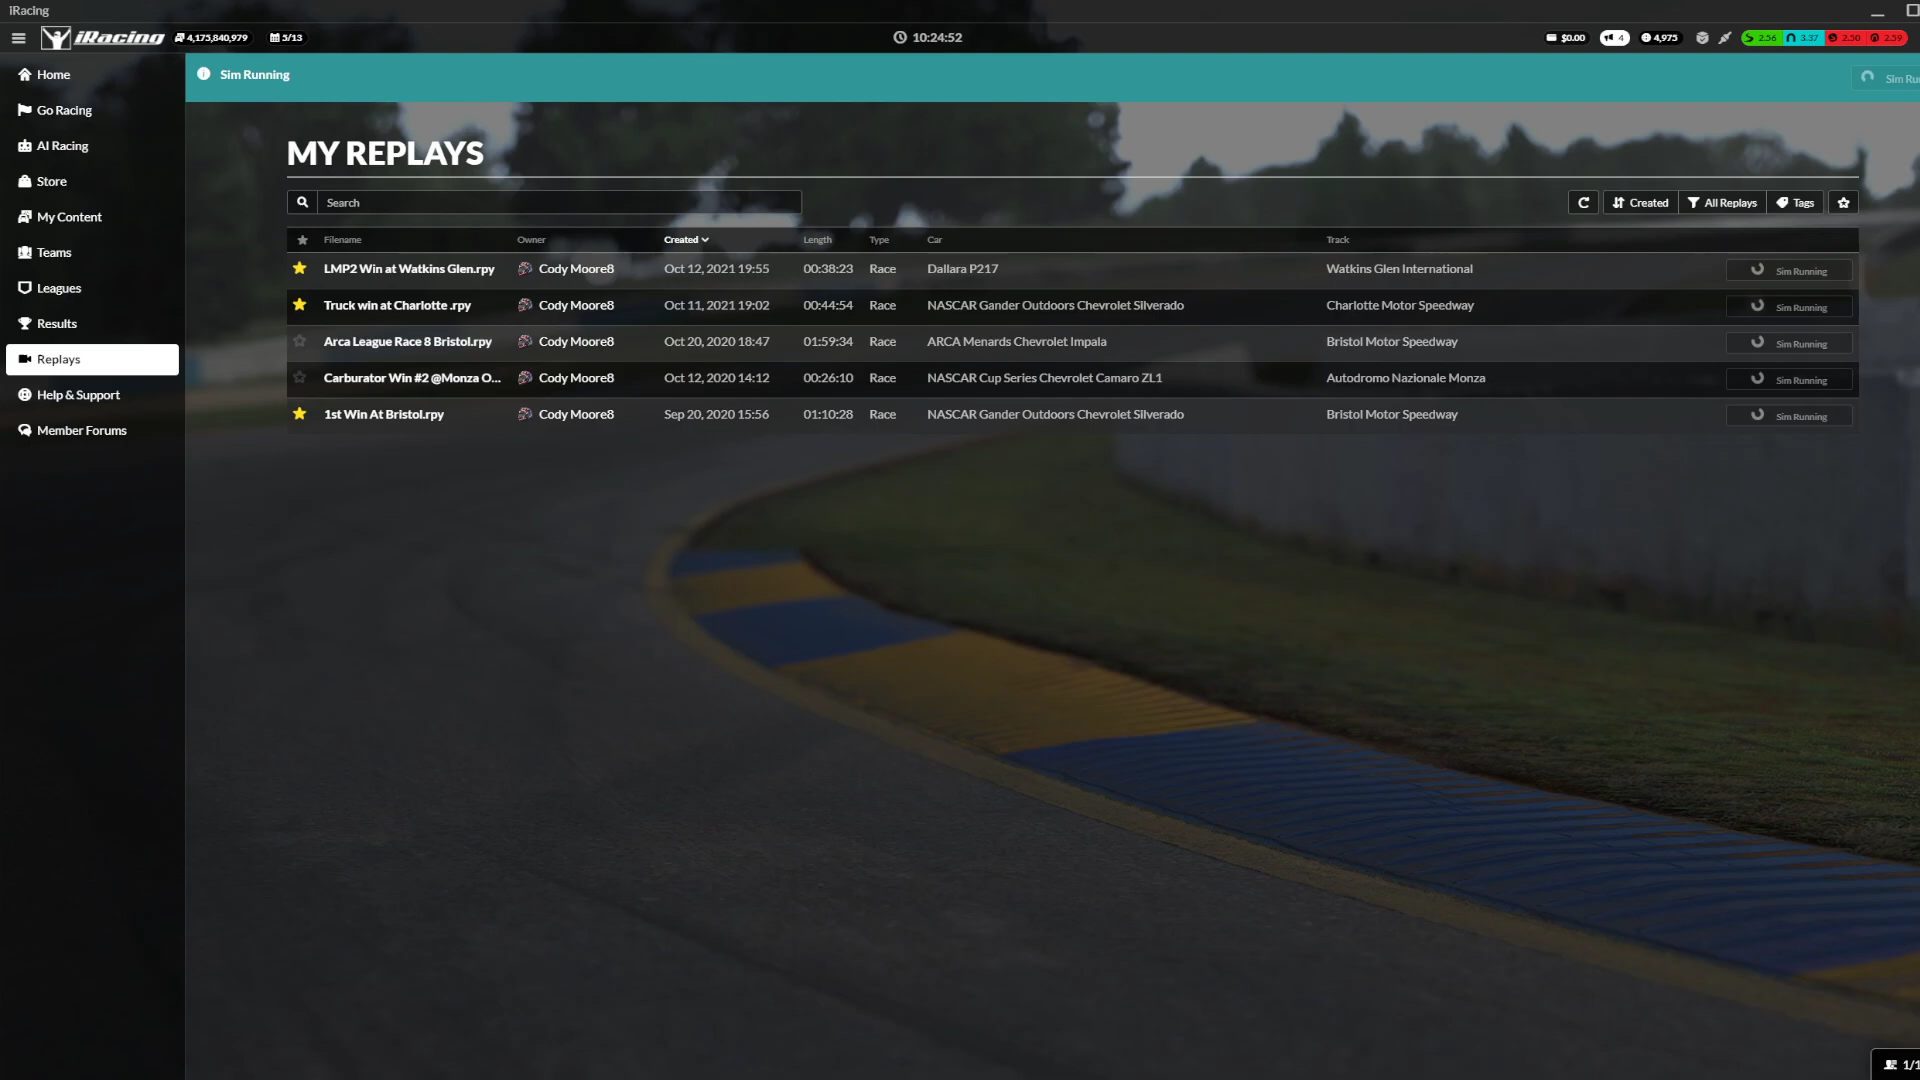 iRacing
iRacing 4,175,840,979 5/13 10:24:52 $0.00 4 4,975 2.56 3.37 2.50 2.59
Home
Go Racing
AI Racing
Store
My Content
Teams
Leagues
Results
Replays
Help & Support
Member Forums
Sim Running Sim Ru
MY REPLAYS
Search Created All Replays Tags
Filename Owner Created Length Type Car Track
LMP2 Win at Watkins Glen.rpy Cody Moore8 Oct 12, 2021 19:55 00:38:23 Race Dallara P217 Watkins Glen International Sim Running
Truck win at Charlotte .rpy Cody Moore8 Oct 11, 2021 19:02 00:44:54 Race NASCAR Gander Outdoors Chevrolet Silverado Charlotte Motor Speedway Sim Running
Arca League Race 8 Bristol.rpy Cody Moore8 Oct 20, 2020 18:47 01:59:34 Race ARCA Menards Chevrolet Impala Bristol Motor Speedway Sim Running
Carburator Win #2 @Monza O... Cody Moore8 Oct 12, 2020 14:12 00:26:10 Race NASCAR Cup Series Chevrolet Camaro ZL1 Autodromo Nazionale Monza Sim Running
1st Win At Bristol.rpy Cody Moore8 Sep 20, 2020 15:56 01:10:28 Race NASCAR Gander Outdoors Chevrolet Silverado Bristol Motor Speedway Sim Running
1/1